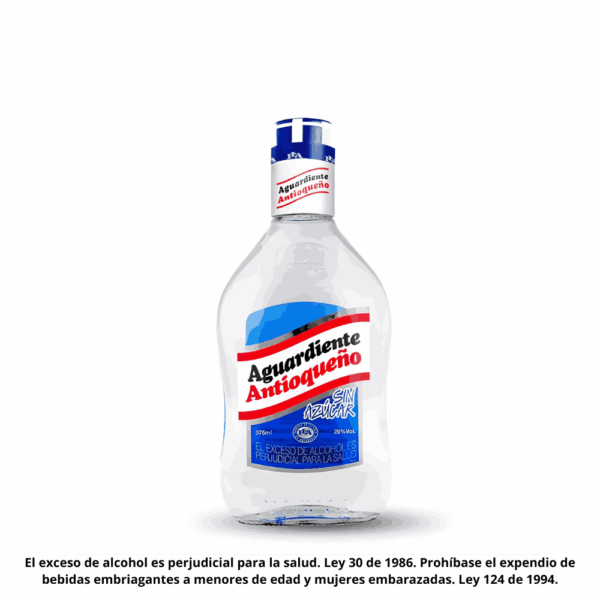 Aguardiente
Antioqueño
Aguardiente
Antioqueño
SIN
AZÚCAR
375ml 29%Vol.
EL EXCESO DE ALCOHOL ES
PERJUDICIAL PARA LA SALUD
El exceso de alcohol es perjudicial para la salud. Ley 30 de 1986. Prohíbase el expendio de
bebidas embriagantes a menores de edad y mujeres embarazadas. Ley 124 de 1994.